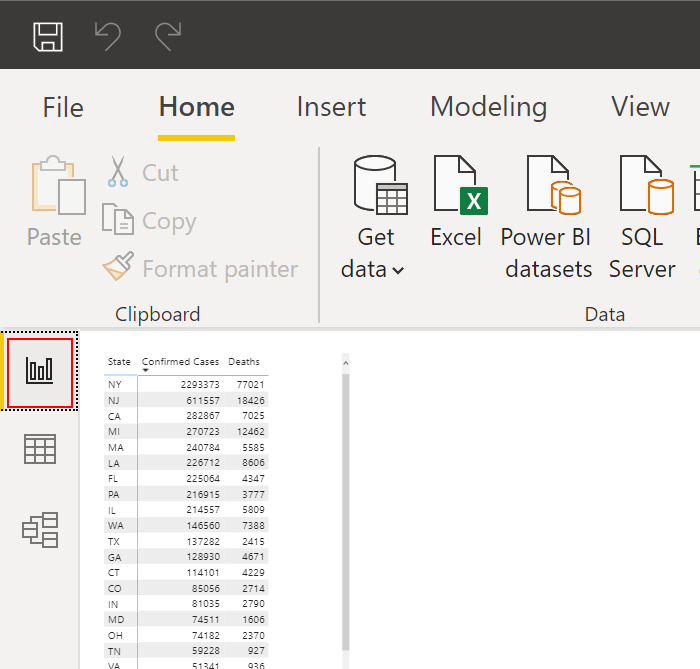 File Home Insert Modeling View
Paste
Cut
Copy
Format painter
Clipboard
Get data
Excel
X
Power BI datasets
SQL Server
Data
State Confirmed Cases Deaths
NY 2293373 77021
NJ 611557 18426
CA 282867 7025
MI 270723 12462
MA 240784 5585
LA 226712 8606
FL 225064 4347
PA 216915 3777
IL 214557 5809
WA 146560 7388
TX 137282 2415
GA 128930 4671
CT 114101 4229
CO 85056 2714
IN 81035 2790
MD 74511 1606
OH 74182 2370
TN 59228 927
VA 51341 936